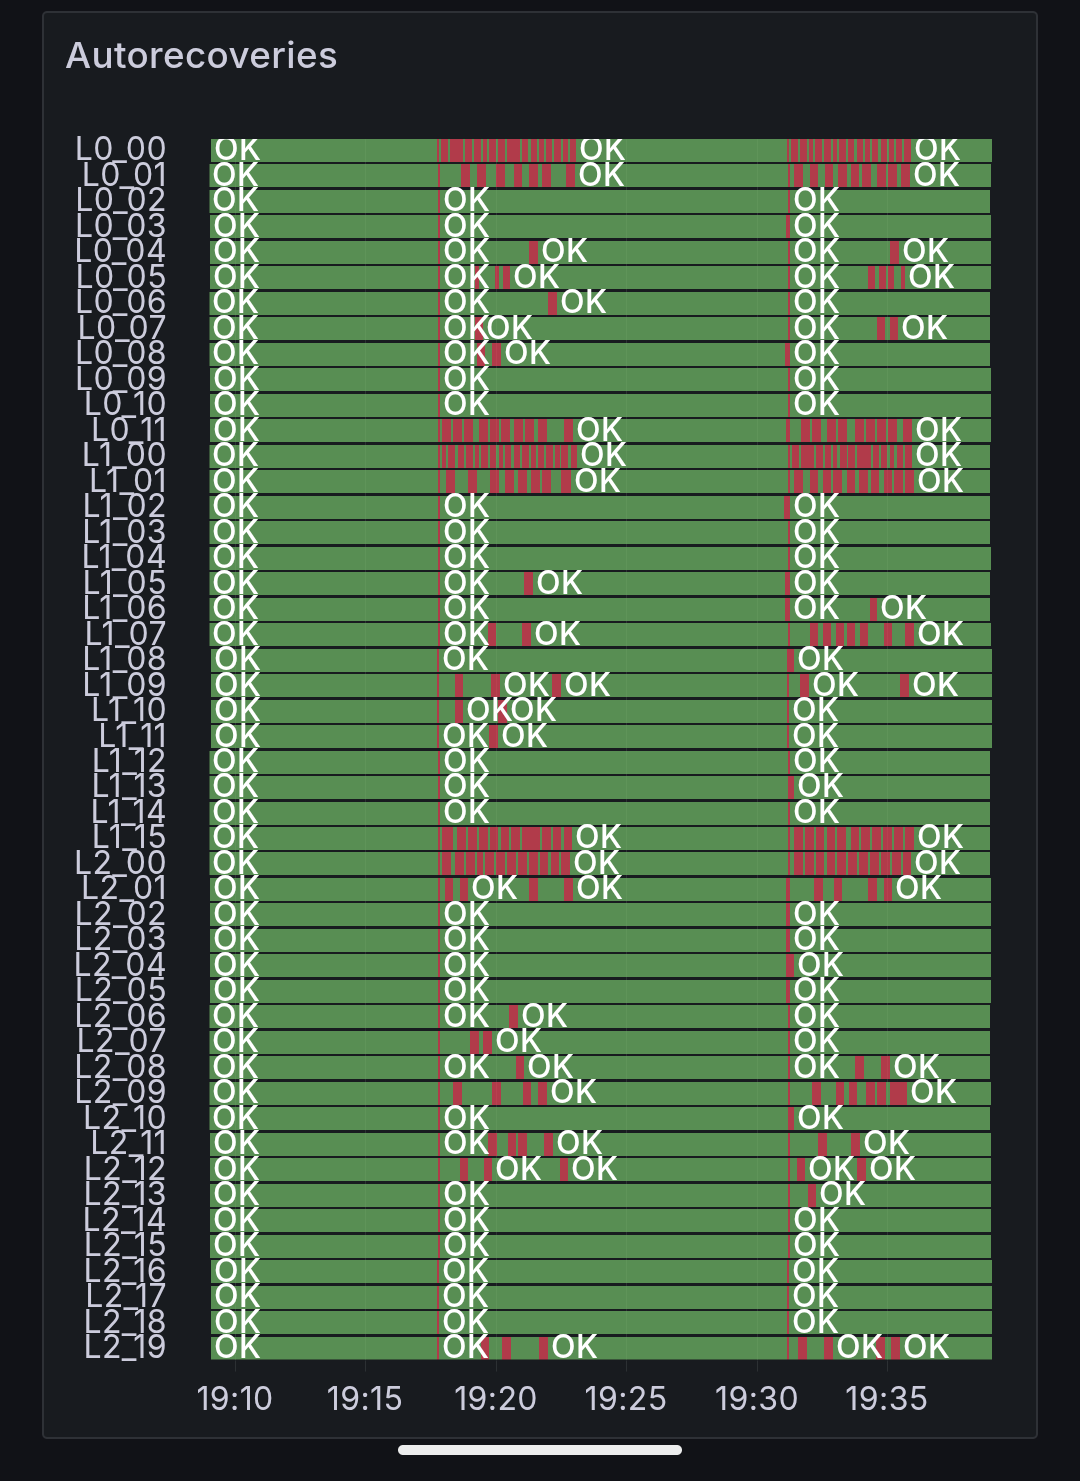 Autorecoveries
L0_00 OK OK OK
L0_01 OK OK OK
L0_02 OK OK OK
L0_03 OK OK OK
L0_04 OK OK OK OK OK
L0_05 OK OK OK OK OK
L0_06 OK OK OK OK
L0_07 OK OK OK OK OK
L0_08 OK OK OK OK
L0_09 OK OK OK
L0_10 OK OK OK
L0_11 OK OK OK
L1_00 OK OK OK
L1_01 OK OK OK
L1_02 OK OK OK
L1_03 OK OK OK
L1_04 OK OK OK
L1_05 OK OK OK OK
L1_06 OK OK OK OK
L1_07 OK OK OK OK
L1_08 OK OK OK
L1_09 OK OK OK OK OK
L1_10 OK OK OK OK
L1_11 OK OK OK OK
L1_12 OK OK OK
L1_13 OK OK OK
L1_14 OK OK OK
L1_15 OK OK OK
L2_00 OK OK OK
L2_01 OK OK OK OK
L2_02 OK OK OK
L2_03 OK OK OK
L2_04 OK OK OK
L2_05 OK OK OK
L2_06 OK OK OK OK
L2_07 OK OK OK
L2_08 OK OK OK OK OK
L2_09 OK OK OK
L2_10 OK OK OK
L2_11 OK OK OK OK
L2_12 OK OK OK OK OK
L2_13 OK OK OK
L2_14 OK OK OK
L2_15 OK OK OK
L2_16 OK OK OK
L2_17 OK OK OK
L2_18 OK OK OK
L2_19 OK OK OK OK OK
19:10 19:15 19:20 19:25 19:30 19:35